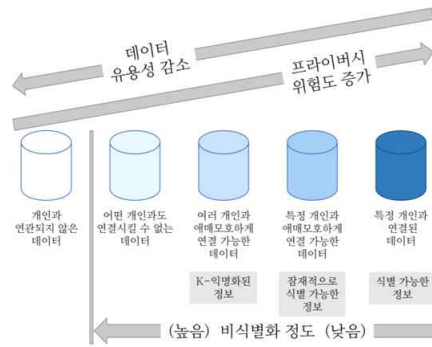 데이터
유용성 감소
프라이버시
위험도 증가
개인과
연관되지 않은
데이터
어떤 개인과도
연결시킬 수 없는
데이터
여러 개인과
애매모호하게
연결 가능한
데이터
특정 개인과
애매모호하게
연결 가능한
데이터
특정 개인과
연결된
데이터
K-익명화된
정보
잠재적으로
식별 가능한
정보
식별 가능한
정보
(높음) 비식별화 정도 (낮음)